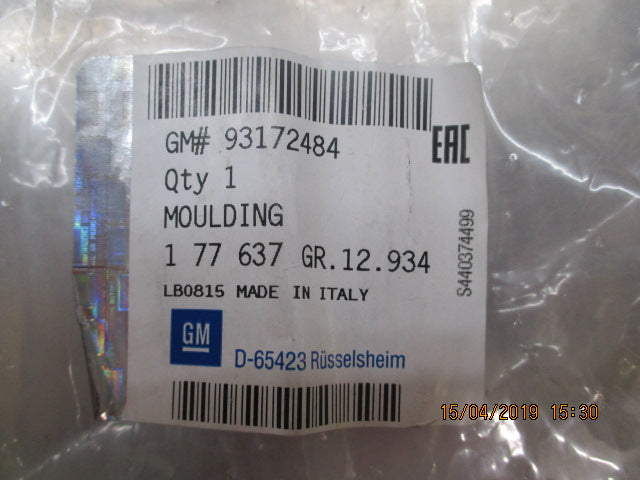 GM# 93172484
EAC
Qty 1
MOULDING
1 77 637 GR.12.934
LB0815 MADE IN ITALY
S440374499
GM
D-65423 Rüsselsheim
15/04/2019 15:30